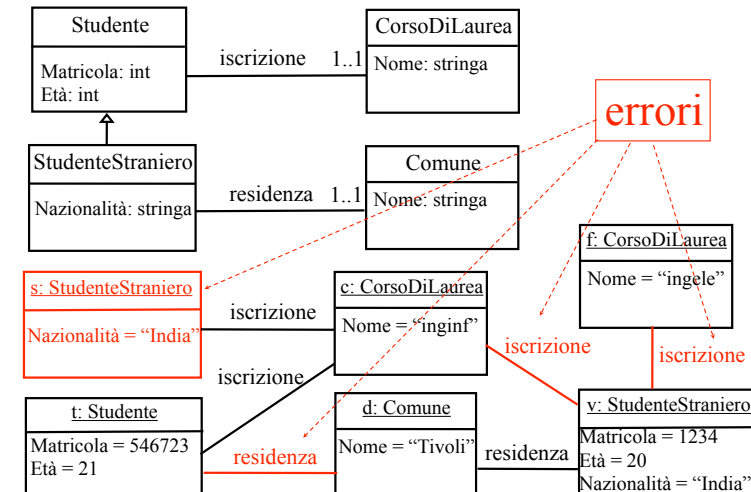 Studente
Matricola: int
Età: int
iscrizione 1..1
CorsoDiLaurea
Nome: stringa
errori
StudenteStraniero
Nazionalità: stringa
residenza 1..1
Comune
Nome: stringa
f: CorsoDiLaurea
Nome = “ingele”
s: StudenteStraniero
Nazionalità = “India”
iscrizione
c: CorsoDiLaurea
Nome = “inginf”
iscrizione
iscrizione
iscrizione
t: Studente
Matricola = 546723
Età = 21
residenza
d: Comune
Nome = “Tivoli”
residenza
v: StudenteStraniero
Matricola = 1234
Età = 20
Nazionalità = “India”